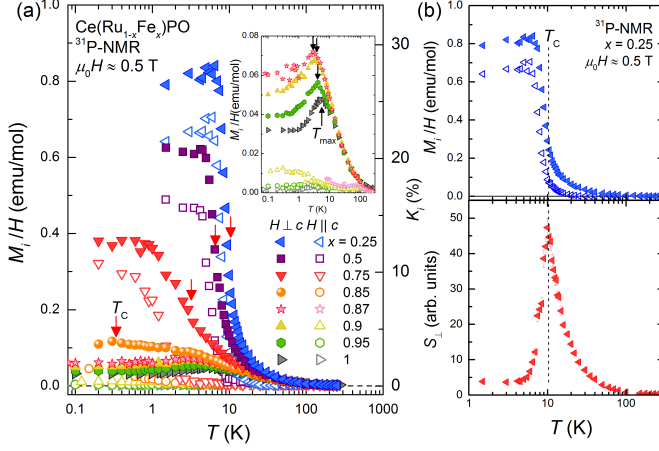 (a)
Ce(Ru1-xFex)PO
31P-NMR
μ0H ≈ 0.5 T
Mi/H (emu/mol)
1.0
0.8
0.6
0.4
0.2
0.0
0.1
1
10
100
1000
T (K)
TC
H ⊥ c H || c
x = 0.25
0.5
0.75
0.85
0.87
0.9
0.95
1
Ki (%)
30
20
10
0
Mi/H (emu/mol)
0.10
0.08
0.06
0.04
0.02
0.00
0.1
1
10
100
T (K)
Tmax
(b)
31P-NMR
x = 0.25
μ0H ≈ 0.5 T
TC
Mi/H (emu/mol)
1.0
0.8
0.6
0.4
0.2
0.0
S⊥ (arb. units)
50
40
30
20
10
0
1
10
100
T (K)